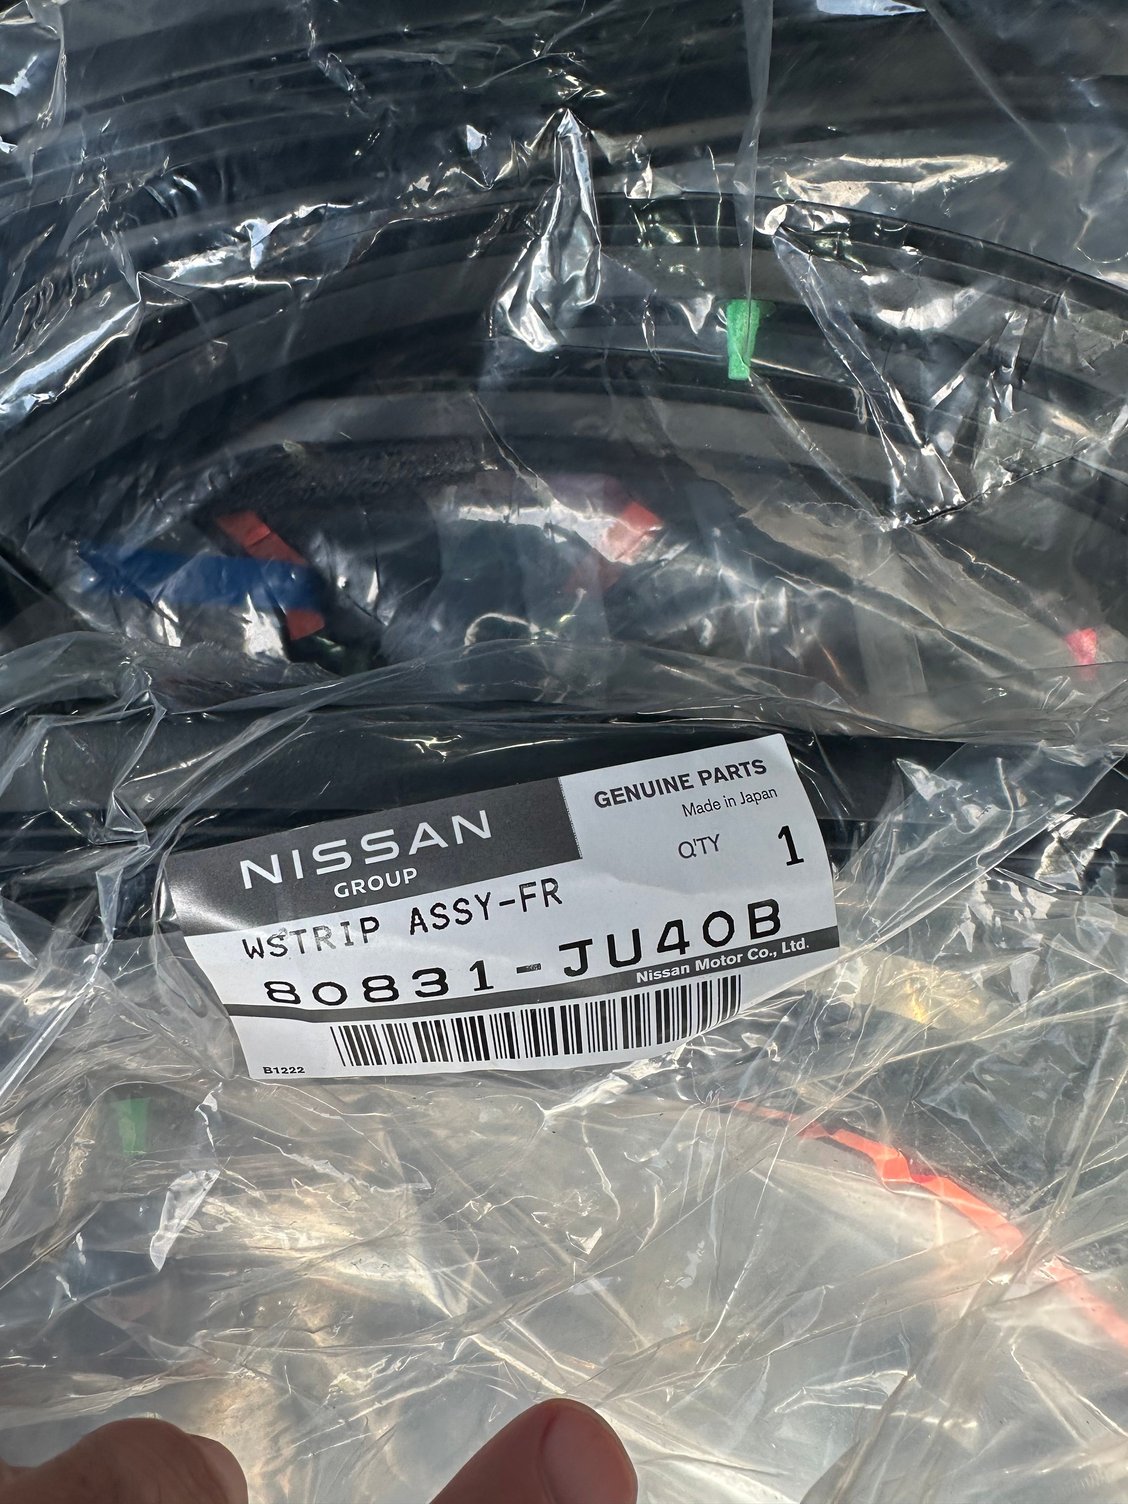 NISSAN
GROUP
GENUINE PARTS
Made in Japan
Q'TY 1
WSTRIP ASSY-FR
80831-JU40B
Nissan Motor Co., Ltd.
B1222